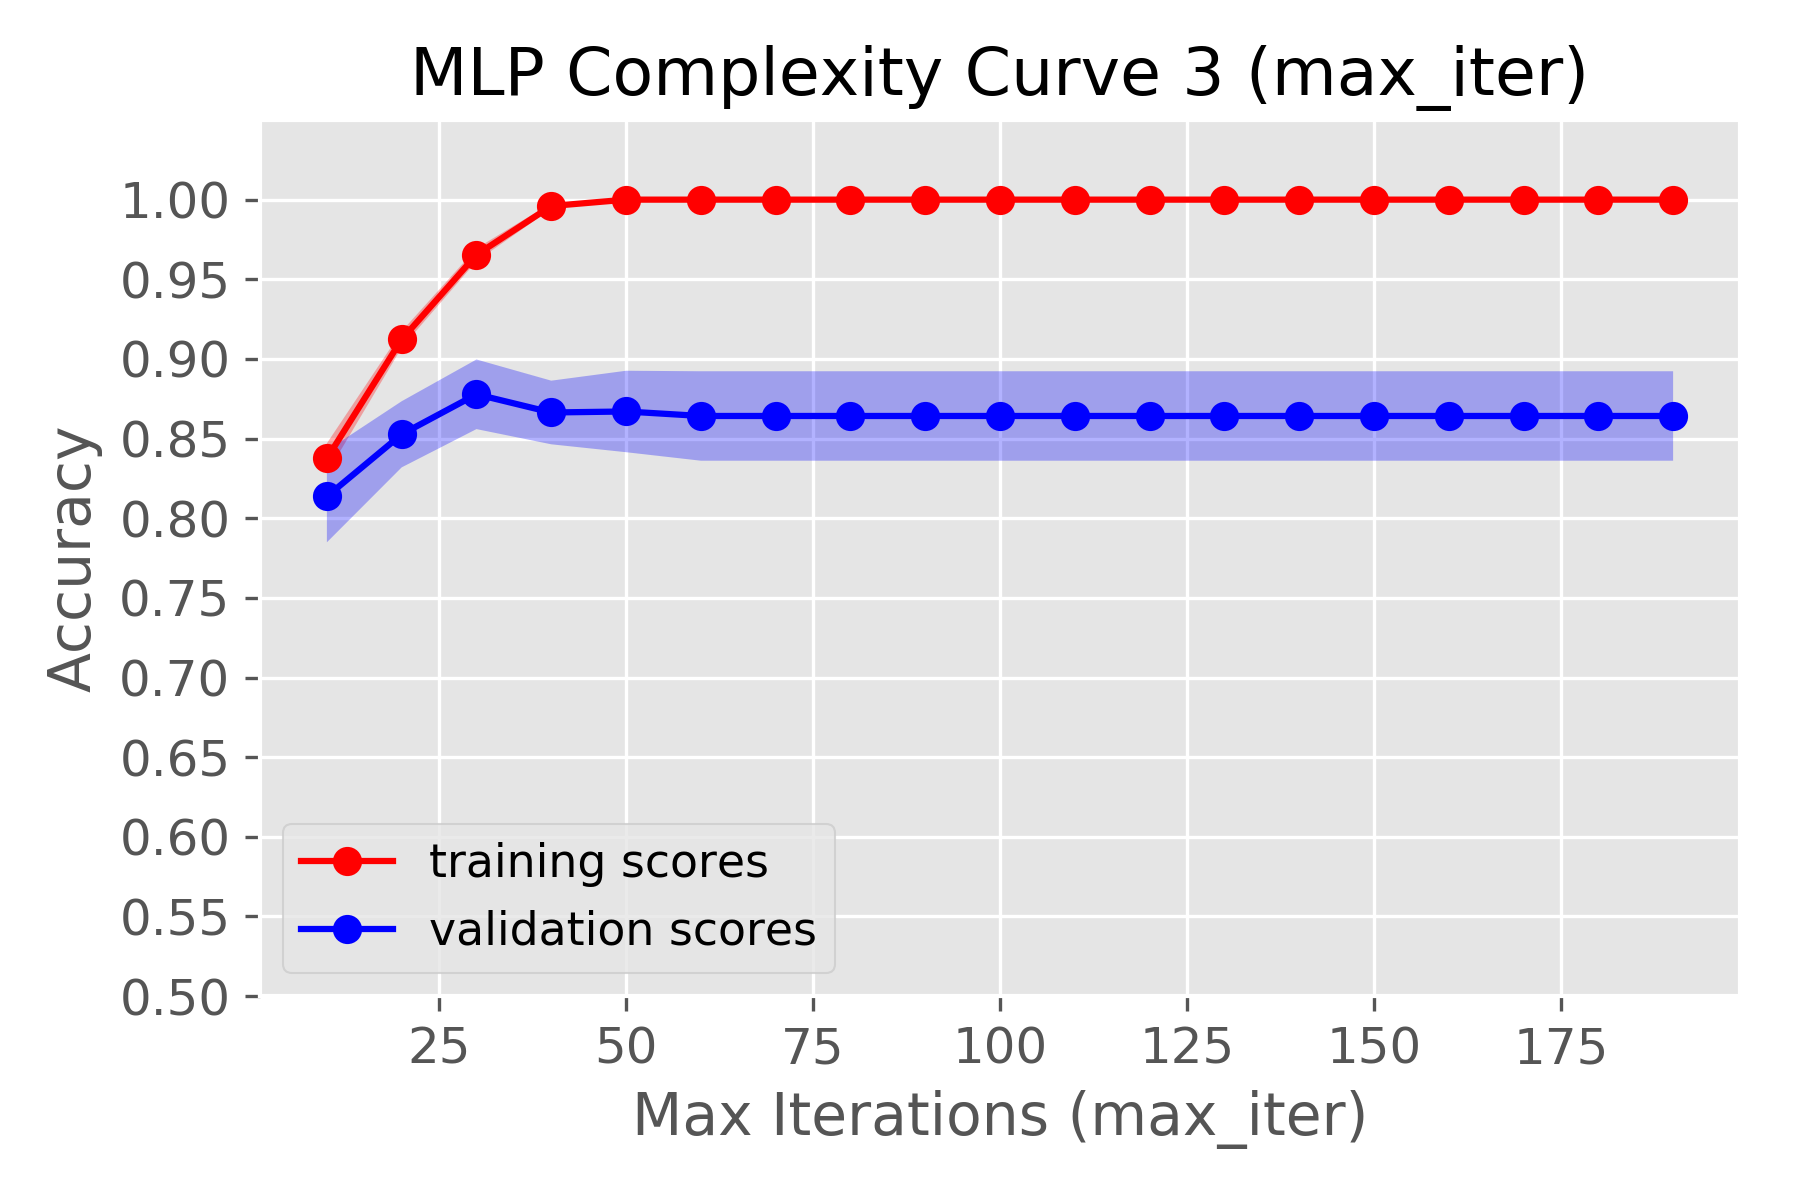 MLP Complexity Curve 3 (max_iter)
1.00
0.95
0.90
0.85
0.80
0.75
0.70
0.65
0.60
0.55
0.50
Accuracy
training scores
validation scores
25 50 75 100 125 150 175
Max Iterations (max_iter)